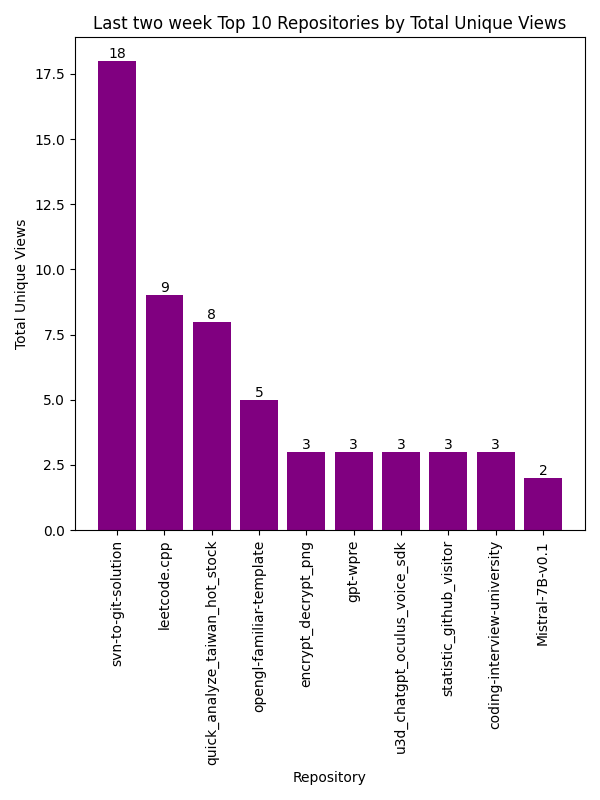 Last two week Top 10 Repositories by Total Unique Views
Total Unique Views
17.5
15.0
12.5
10.0
7.5
5.0
2.5
0.0
18
9
8
5
3
3
3
3
3
2
svn-to-git-solution
leetcode.cpp
quick_analyze_taiwan_hot_stock
opengl-familiar-template
encrypt_decrypt_png
gpt-wpre
u3d_chatgpt_oculus_voice_sdk
statistic_github_visitor
coding-interview-university
Mistral-7B-v0.1
Repository